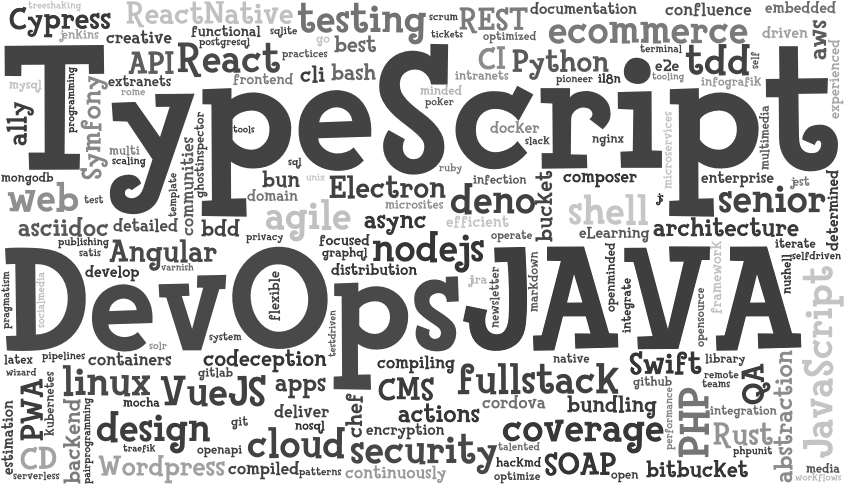 treeshaKing
Cypress
ReactNative
testing
scrum
REST
documentation
confluence
embedded
jenkins
creative
functional
sqlite
postgresql
go
best
tickets
optimized
ecommerce
driven
aws
API
React
practices
CI
Python
terminal
e2e
tdd
self
experienced
mysql
extranets
frontend
cli
bash
intranets
pioneer
i18n
tooling
infografik
TypeScript
programming
Symfony
rome
minded
poker
a11y
multi
scaling
communities
ghostinspector
tools
docker
slack
nginx
microservices
multimedia
mongodb
sql
ruby
web
test
template
bun
unix
Electron
infection
bucket
composer
enterprise
jest
domain
microsites
deno
shell
senior
determined
asciidoc
detailed
bdd
agile
async
efficient
eLearning
architecture
publishing
satis
Angular
privacy
focused
graphql
nodejs
operate
iterate
selfdriven
develop
varnish
distribution
markdown
openminded
framework
nushell
DevOps
JAVA
pragmatism
socialmedia
flexible
testdriven
jira
newsletter
integrate
opensource
JavaScript
solr
system
latex
pipelines
containers
codeception
compiling
native
Swift
library
wizard
kubernetes
gitlab
github
remote
teams
QA
abstraction
PWA
linux
VueJS
apps
CMS
fullstack
estimation
backend
pairprogramming
mocha
deliver
chef
actions
cordova
bundling
performance
PHP
integration
design
git
nosql
encryption
coverage
Rust
CD
traefik
openapi
cloud
security
talented
phpunit
serverless
Wordpress
compiled
patterns
continuously
hackmd
optimize
SOAP
open
bitbucket
media
workflows